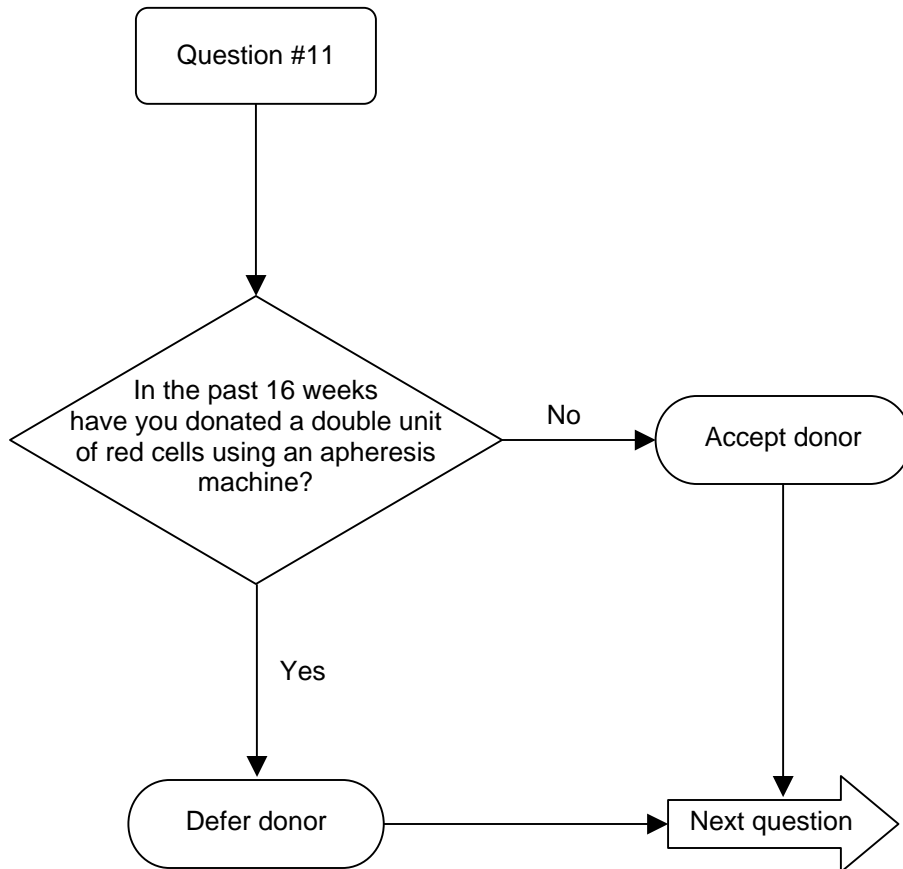 Question #11
In the past 16 weeks
have you donated a double unit
of red cells using an apheresis
machine?
No
Accept donor
Yes
Defer donor
Next question